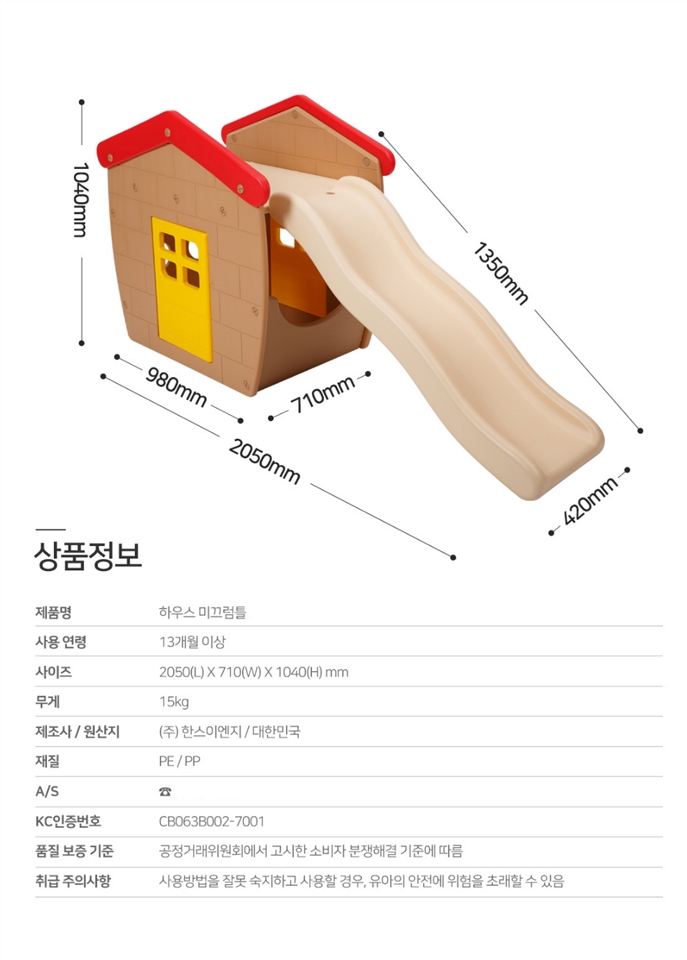 1040mm
1350mm
980mm
710mm
2050mm
420mm
상품정보
제품명 하우스 미끄럼틀
사용 연령 13개월 이상
사이즈 2050(L) X 710(W) X 1040(H) mm
무게 15kg
제조사 / 원산지 (주) 한스이엔지 / 대한민국
재질 PE / PP
A/S ☎
KC인증번호 CB063B002-7001
품질 보증 기준 공정거래위원회에서 고시한 소비자 분쟁해결 기준에 따름
취급 주의사항 사용방법을 잘못 숙지하고 사용할 경우, 유아의 안전에 위험을 초래할 수 있음